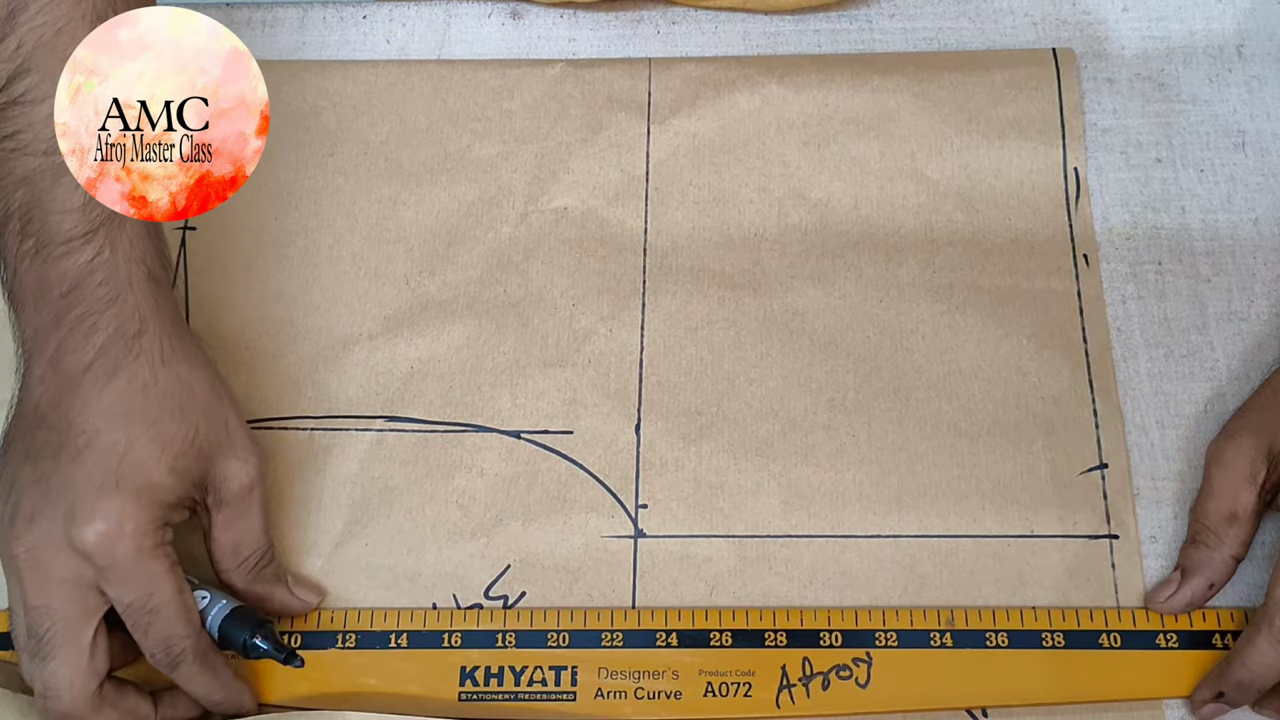 AMC
Afroj Master Class
10 12 14 16 18 20 22 24 26 28 30 32 34 36 38 40 42 44
KHYATI
STATIONERY REDESIGNED
Designer's
Arm Curve
Product Code
A072
Afroj